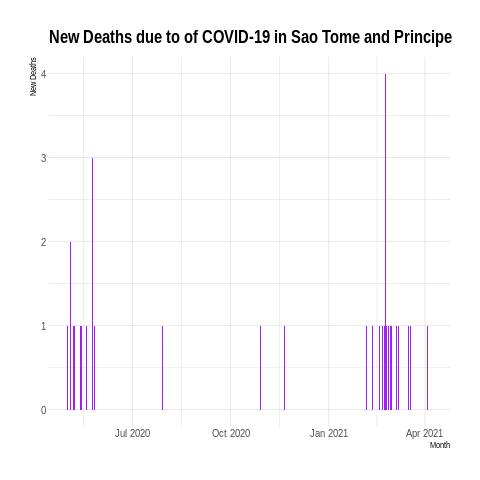 New Deaths due to of COVID-19 in Sao Tome and Principe
New Deaths
4
3
2
1
0
Jul 2020 Oct 2020 Jan 2021 Apr 2021
Month